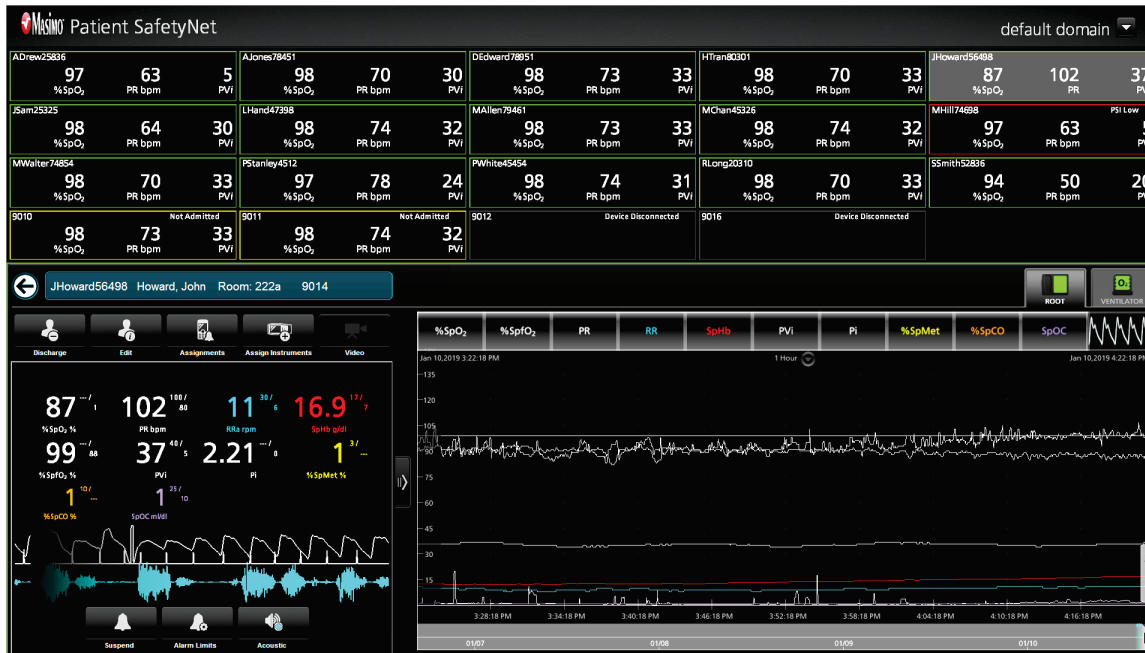 Masimo Patient SafetyNet
default domain
ADrew25836 AJones78451 DEdward78951 HTran80301 JHoward56498
97 63 5 98 70 30 98 73 33 98 70 33 87 102 37
%SpO₂ PR bpm PVi %SpO₂ PR bpm PVi %SpO₂ PR bpm PVi %SpO₂ PR bpm PVi %SpO₂ PR
JSam25325 LHand47398 MAllen79461 MChan45326 MHill74698 PSI Low
98 64 30 98 74 32 98 73 33 98 74 32 97 63
%SpO₂ PR bpm PVi %SpO₂ PR bpm PVi %SpO₂ PR bpm PVi %SpO₂ PR bpm PVi %SpO₂ PR bpm
MWalter74854 PStanley4512 PWhite45454 RLong20310 SSmith52836
98 70 33 97 78 24 98 74 31 98 70 33 94 50 20
%SpO₂ PR bpm PVi %SpO₂ PR bpm PVi %SpO₂ PR bpm PVi %SpO₂ PR bpm PVi %SpO₂ PR bpm
9010 Not Admitted 9011 Not Admitted 9012 Device Disconnected 9016 Device Disconnected
98 73 33 98 74 32
%SpO₂ PR bpm PVi %SpO₂ PR bpm PVi
JHoward56498 Howard, John Room: 222a 9014
ROOT
O₂
VENTILATOR
Discharge Edit Assignments Assign Instruments Video
%SpO₂ %SpfO₂ PR RR SpHb PVi Pi %SpMet %SpCO SpOC
Jan 10,2019 3:22:18 PM 1 Hour Jan 10,2019 4:22:18 PM
87 ---/ 1 102 100/ 80 11 30/ 6 16.9 17/ 7
%SpO₂ % PR bpm RRa rpm SpHb g/dl
99 ---/ 88 37 40/ 5 2.21 ---/ 0 1 3/ ---
%SpfO₂ % PVi Pi %SpMet %
1 10/ --- 1 25/ 10
%SpCO % SpOC ml/dl
135
120
105
90
75
60
45
30
15
3:28:18 PM 3:34:18 PM 3:40:18 PM 3:46:18 PM 3:52:18 PM 3:58:18 PM 4:04:18 PM 4:10:18 PM 4:16:18 PM
01/07 01/08 01/09 01/10
Suspend Alarm Limits Acoustic